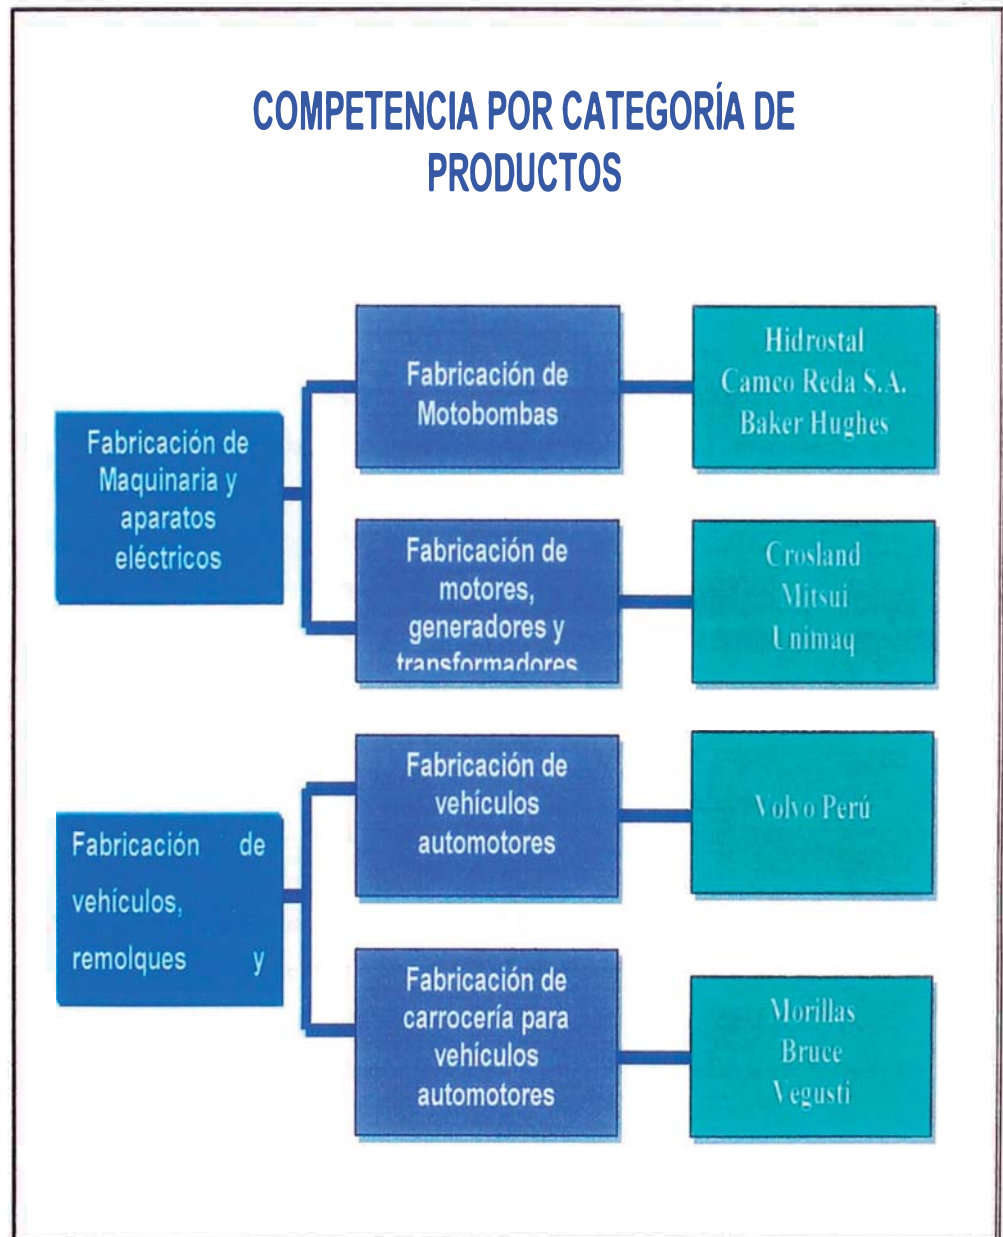 COMPETENCIA POR CATEGORÍA DE
PRODUCTOS
Fabricación de
Maquinaria y
aparatos
eléctricos
Fabricación de
Motobombas
Hidrostal
Camco Reda S.A.
Baker Hughes
Fabricación de
motores,
generadores y
transformadores
Crosland
Mitsui
Unimaq
Fabricación de
vehículos,
remolques y
Fabricación de
vehículos
automotores
Volvo Perú
Fabricación de
carrocería para
vehículos
automotores
Morillas
Bruce
Vegusti